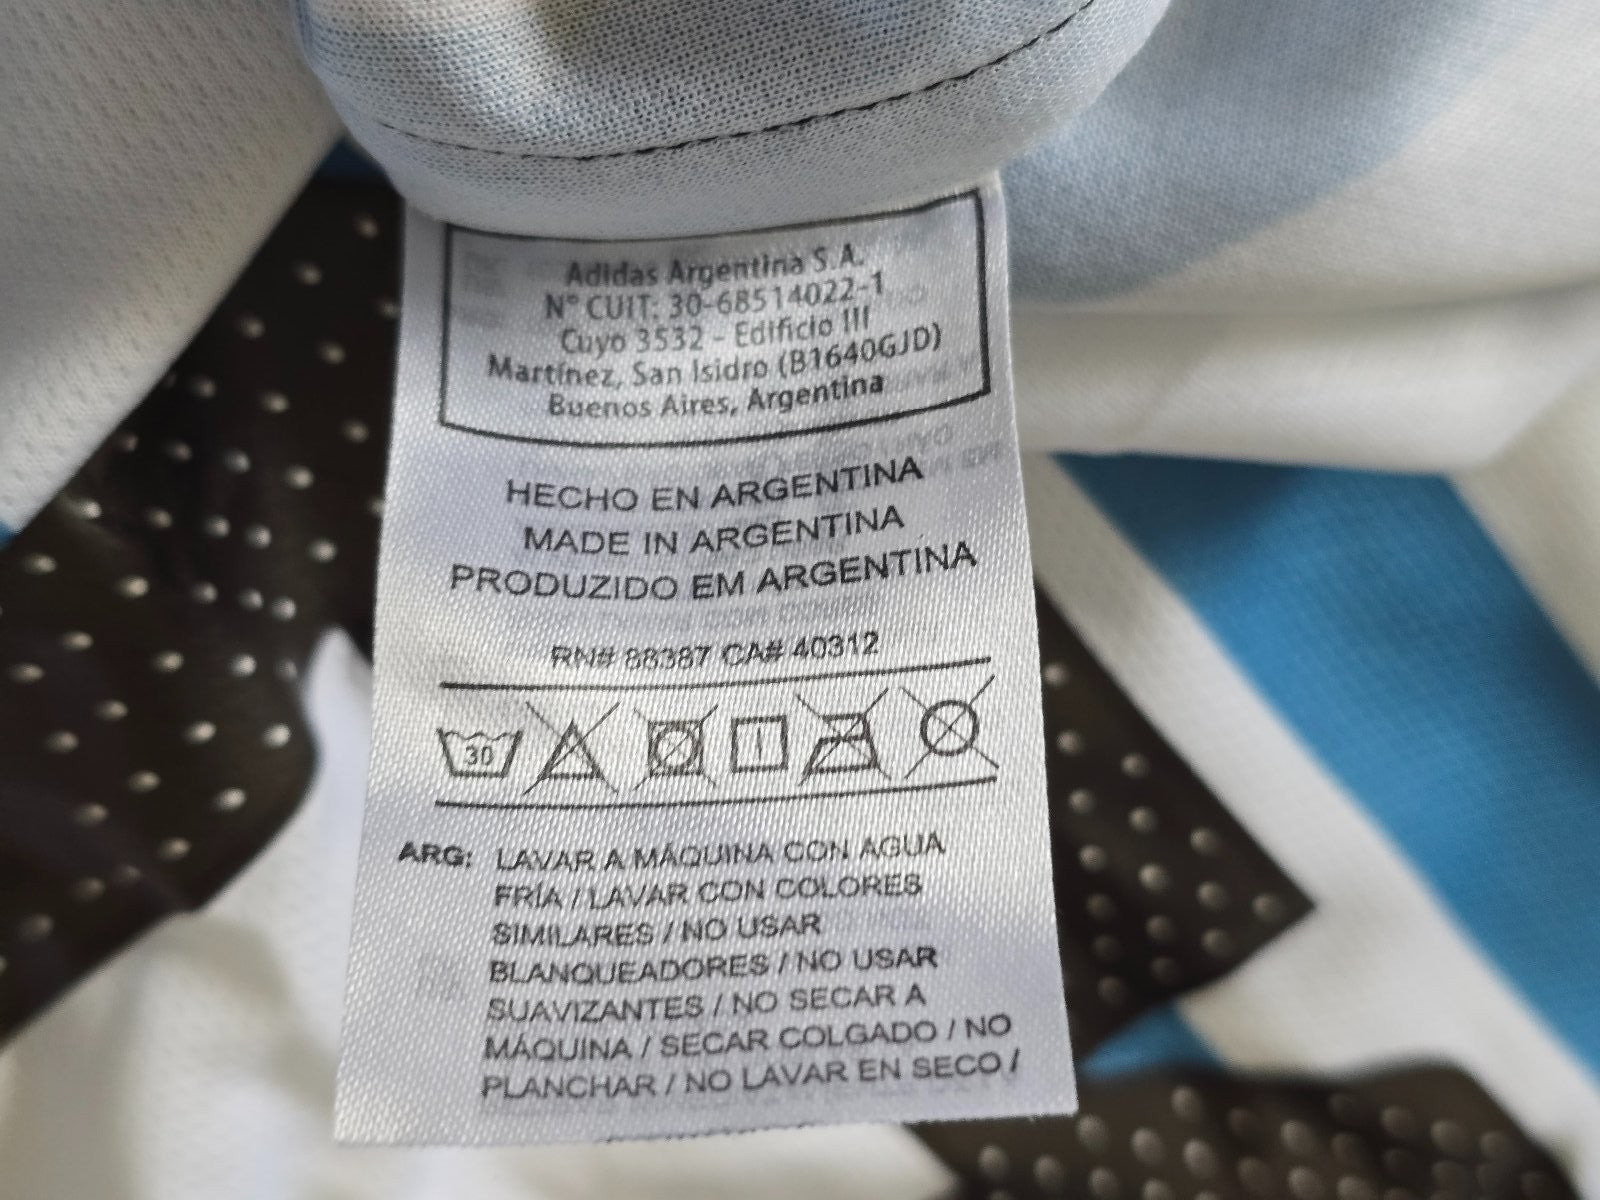 Adidas Argentina S.A.
N° CUIT: 30-68514022-1
Cuyo 3532 - Edificio III
Martínez, San Isidro (B1640GJD)
Buenos Aires, Argentina
HECHO EN ARGENTINA
MADE IN ARGENTINA
PRODUZIDO EM ARGENTINA
RN# 88387 CA# 40312
30
ARG: LAVAR A MÁQUINA CON AGUA
FRÍA / LAVAR CON COLORES
SIMILARES / NO USAR
BLANQUEADORES / NO USAR
SUAVIZANTES / NO SECAR A
MÁQUINA / SECAR COLGADO / NO
PLANCHAR / NO LAVAR EN SECO /